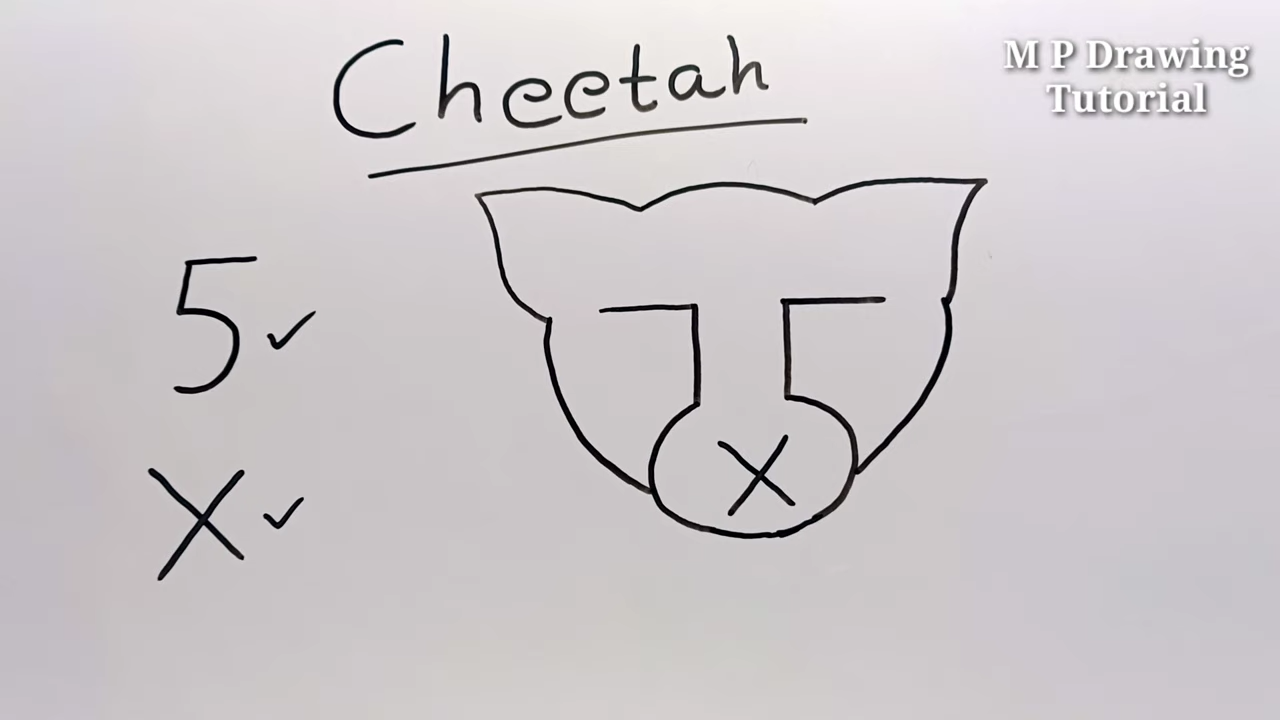 Cheetah
M P Drawing
Tutorial
5 ✓
X ✓
X